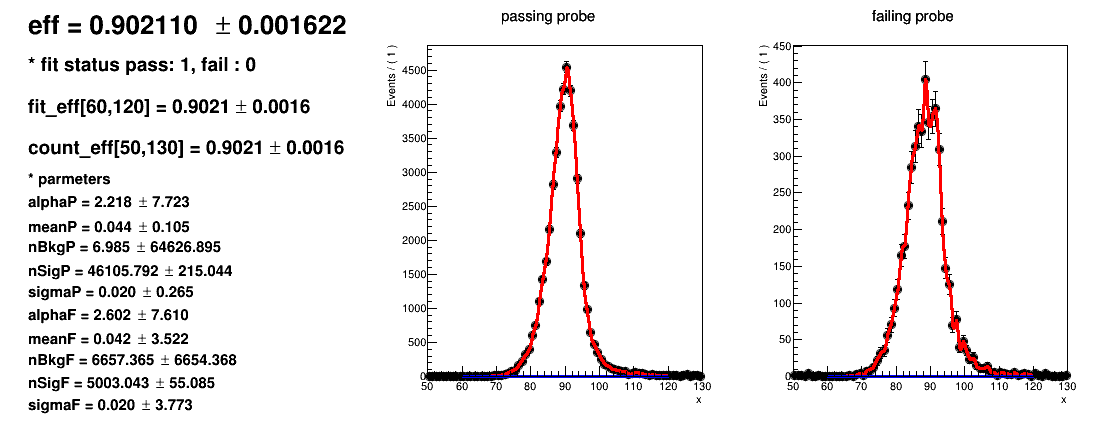 eff = 0.902110 ± 0.001622
* fit status pass: 1, fail : 0
fit_eff[60,120] = 0.9021 ± 0.0016
count_eff[50,130] = 0.9021 ± 0.0016
* parmeters
alphaP = 2.218 ± 7.723
meanP = 0.044 ± 0.105
nBkgP = 6.985 ± 64626.895
nSigP = 46105.792 ± 215.044
sigmaP = 0.020 ± 0.265
alphaF = 2.602 ± 7.610
meanF = 0.042 ± 3.522
nBkgF = 6657.365 ± 6654.368
nSigF = 5003.043 ± 55.085
sigmaF = 0.020 ± 3.773
passing probe
Events / ( 1 )
4500
4000
3500
3000
2500
2000
1500
1000
500
0
50 60 70 80 90 100 110 120 130
x
failing probe
Events / ( 1 )
450
400
350
300
250
200
150
100
50
0
50 60 70 80 90 100 110 120 130
x